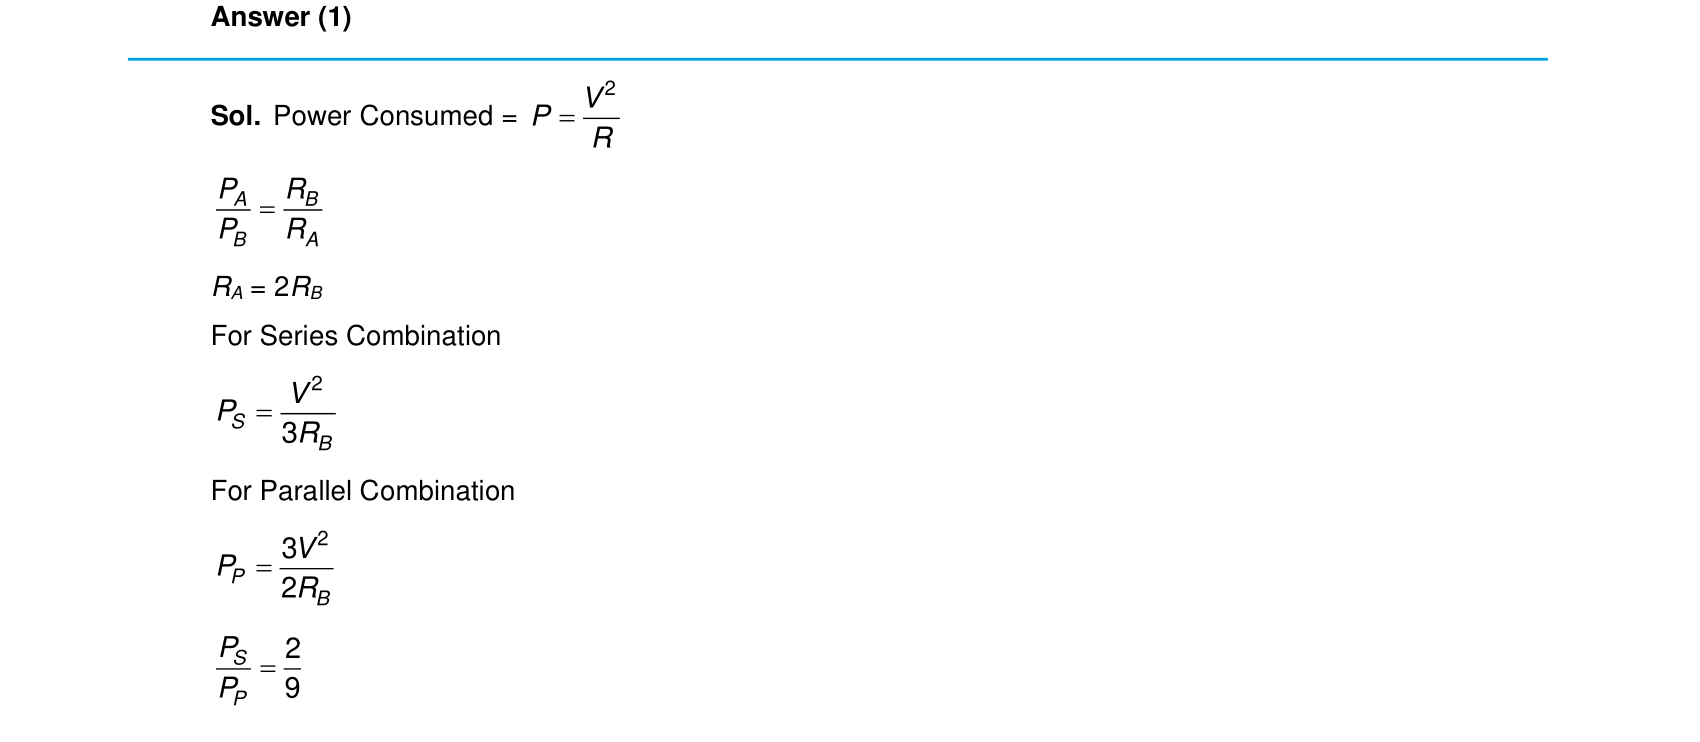 Answer (1)
Sol. Power Consumed = P = V²/R
P_A/P_B = R_B/R_A
R_A = 2R_B
For Series Combination
P_S = V²/3R_B
For Parallel Combination
P_P = 3V²/2R_B
P_S/P_P = 2/9